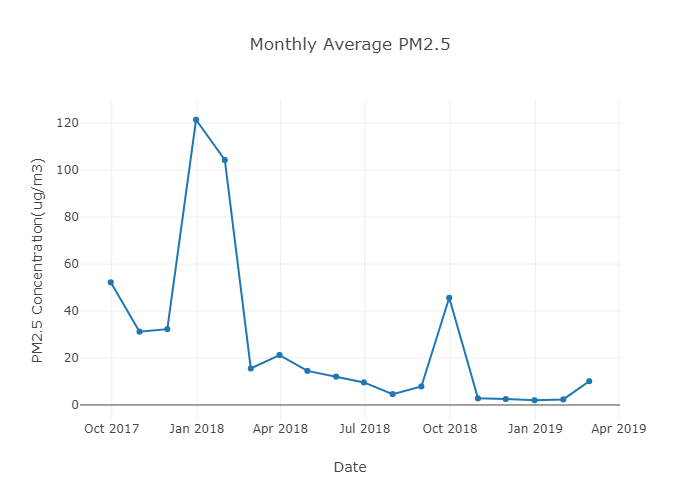 Monthly Average PM2.5
PM2.5 Concentration(ug/m3)
120
100
80
60
40
20
0
Oct 2017
Jan 2018
Apr 2018
Jul 2018
Oct 2018
Jan 2019
Apr 2019
Date